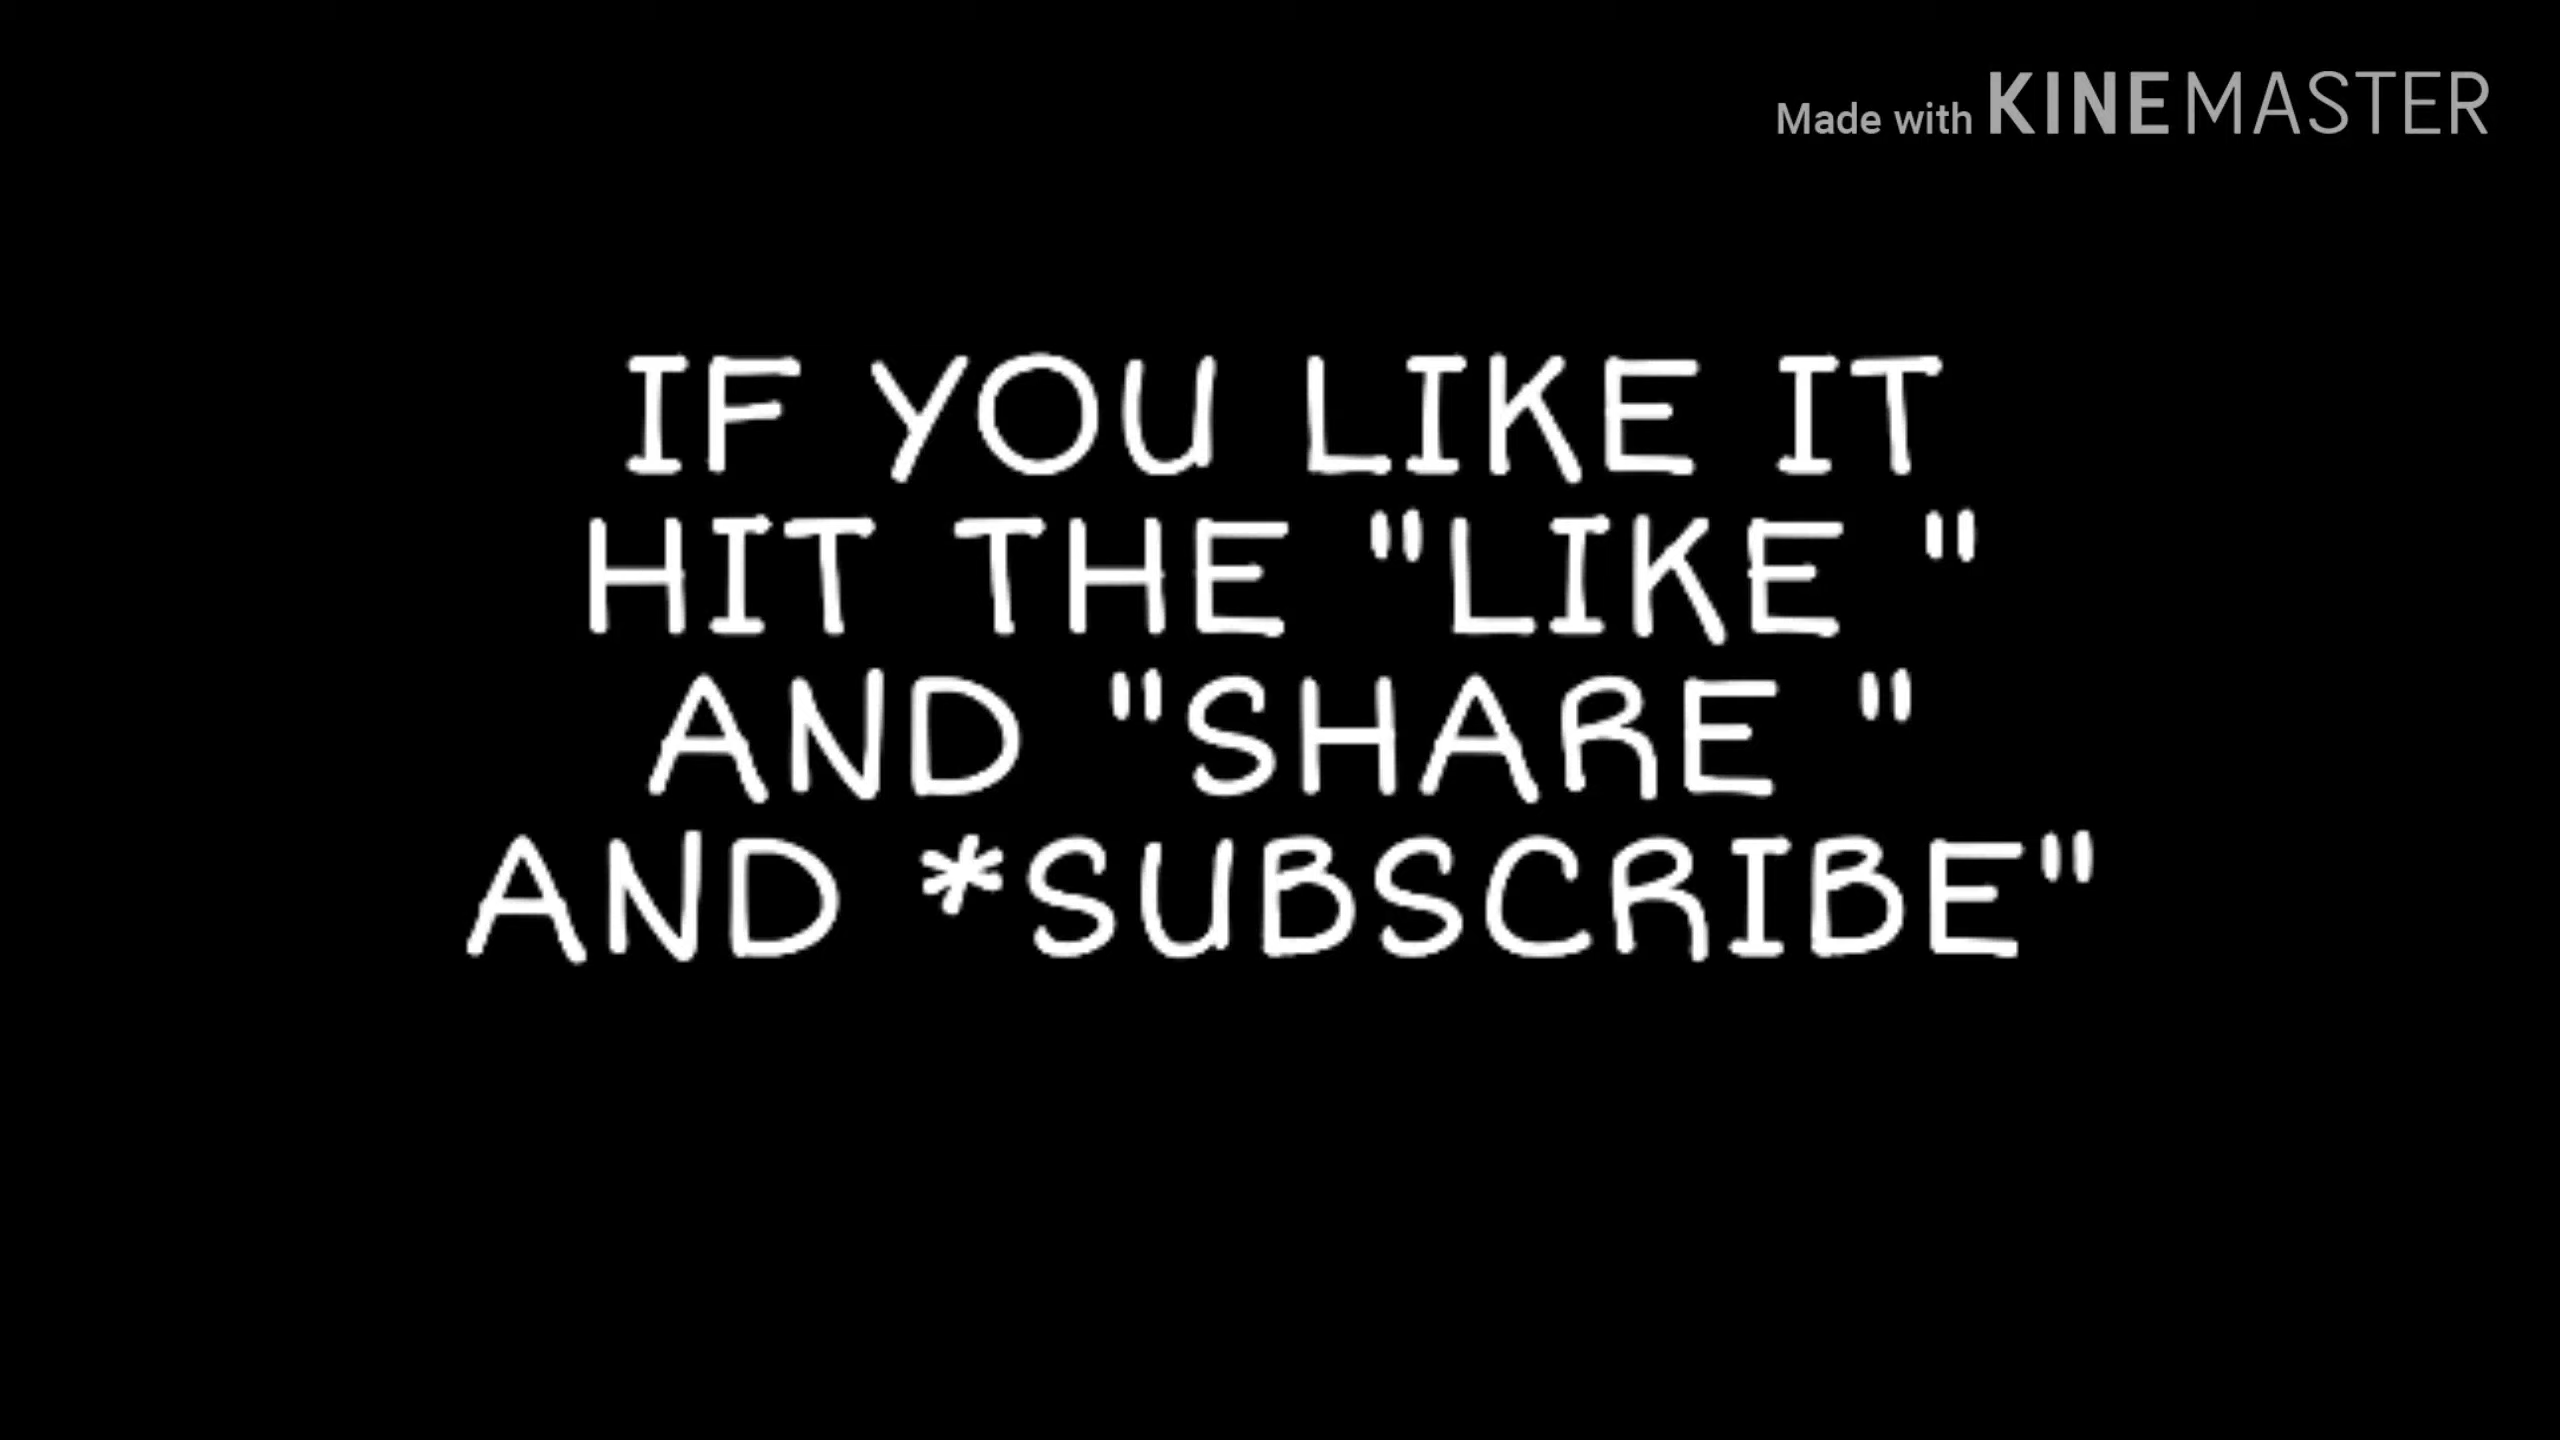 Made with KINEMASTER
IF YOU LIKE IT
HIT THE "LIKE "
AND "SHARE "
AND *SUBSCRIBE"